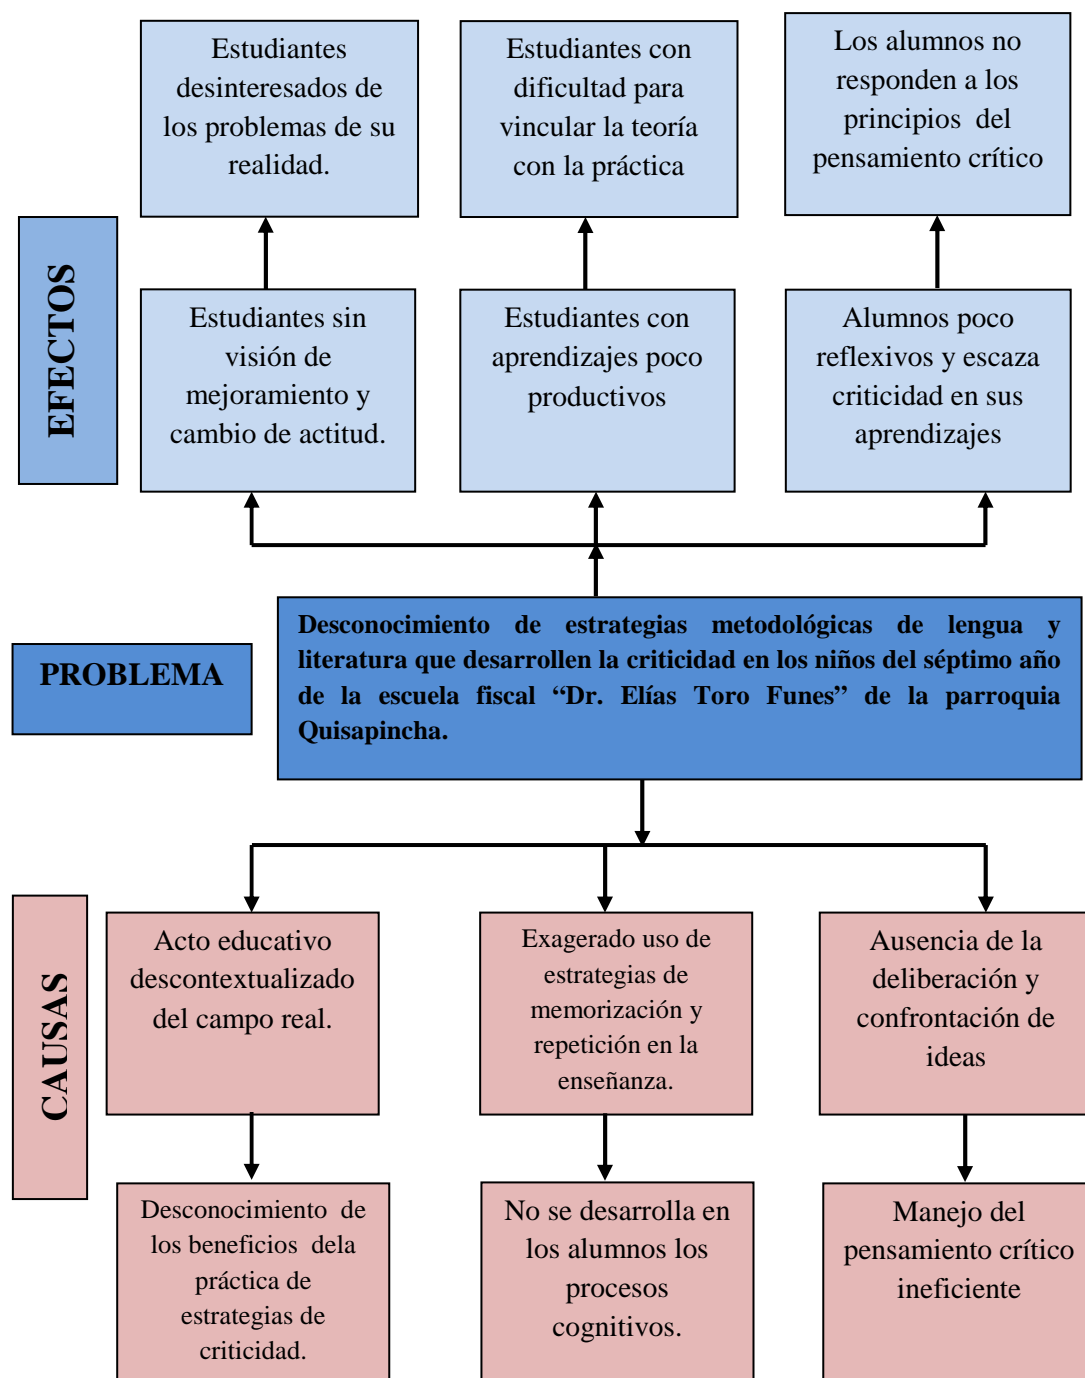 Estudiantes
desinteresados de
los problemas de su
realidad.
Estudiantes con
dificultad para
vincular la teoría
con la práctica
Los alumnos no
responden a los
principios del
pensamiento crítico
EFECTOS
Estudiantes sin
visión de
mejoramiento y
cambio de actitud.
Estudiantes con
aprendizajes poco
productivos
Alumnos poco
reflexivos y escaza
criticidad en sus
aprendizajes
PROBLEMA
Desconocimiento de estrategias metodológicas de lengua y
literatura que desarrollen la criticidad en los niños del séptimo año
de la escuela fiscal “Dr. Elías Toro Funes” de la parroquia
Quisapincha.
CAUSAS
Acto educativo
descontextualizado
del campo real.
Exagerado uso de
estrategias de
memorización y
repetición en la
enseñanza.
Ausencia de la
deliberación y
confrontación de
ideas
Desconocimiento de
los beneficios dela
práctica de
estrategias de
criticidad.
No se desarrolla en
los alumnos los
procesos
cognitivos.
Manejo del
pensamiento crítico
ineficiente